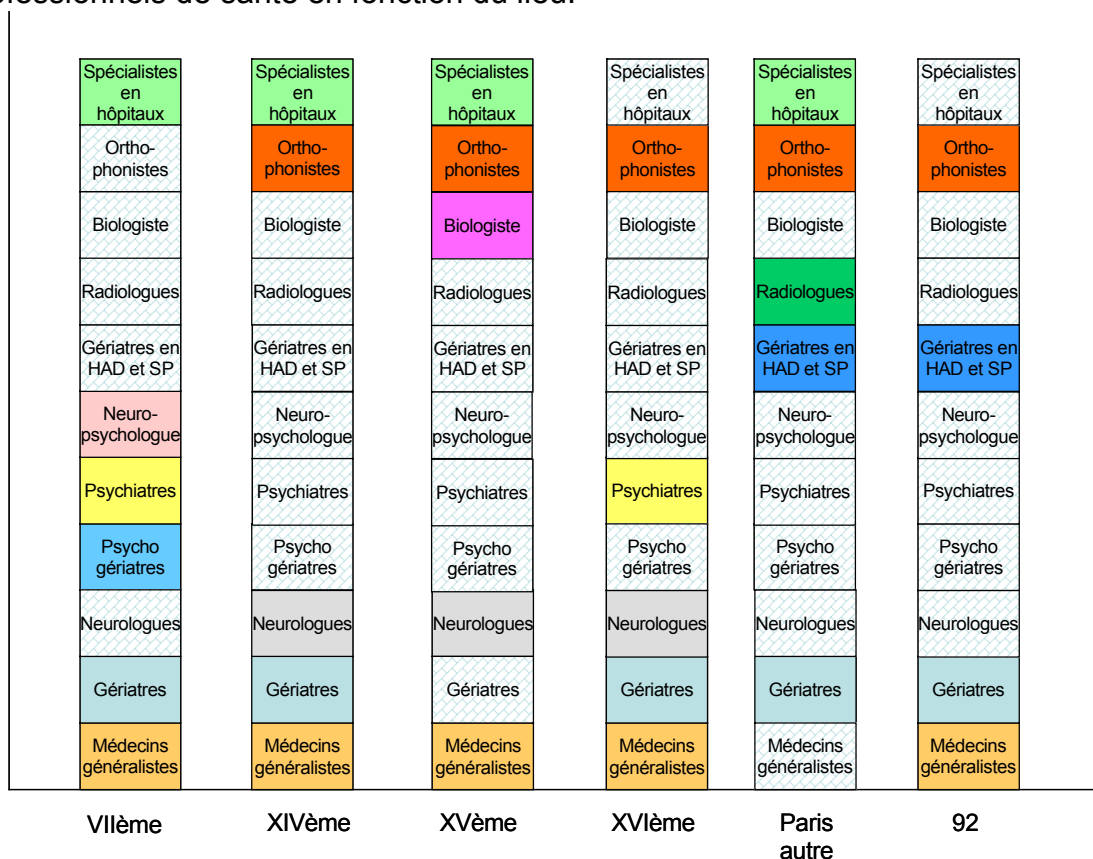 ofessionnels de santé en fonction du lieu.
Spécialistes
en
hôpitaux
Ortho-
phonistes
Biologiste
Radiologues
Gériatres en
HAD et SP
Neuro-
psychologue
Psychiatres
Psycho
gériatres
Neurologues
Gériatres
Médecins
généralistes
VIIème
Spécialistes
en
hôpitaux
Ortho-
phonistes
Biologiste
Radiologues
Gériatres en
HAD et SP
Neuro-
psychologue
Psychiatres
Psycho
gériatres
Neurologues
Gériatres
Médecins
généralistes
XIVème
Spécialistes
en
hôpitaux
Ortho-
phonistes
Biologiste
Radiologues
Gériatres en
HAD et SP
Neuro-
psychologue
Psychiatres
Psycho
gériatres
Neurologues
Gériatres
Médecins
généralistes
XVème
Spécialistes
en
hôpitaux
Ortho-
phonistes
Biologiste
Radiologues
Gériatres en
HAD et SP
Neuro-
psychologue
Psychiatres
Psycho
gériatres
Neurologues
Gériatres
Médecins
généralistes
XVIème
Spécialistes
en
hôpitaux
Ortho-
phonistes
Biologiste
Radiologues
Gériatres en
HAD et SP
Neuro-
psychologue
Psychiatres
Psycho
gériatres
Neurologues
Gériatres
Médecins
généralistes
Paris
autre
Spécialistes
en
hôpitaux
Ortho-
phonistes
Biologiste
Radiologues
Gériatres en
HAD et SP
Neuro-
psychologue
Psychiatres
Psycho
gériatres
Neurologues
Gériatres
Médecins
généralistes
92